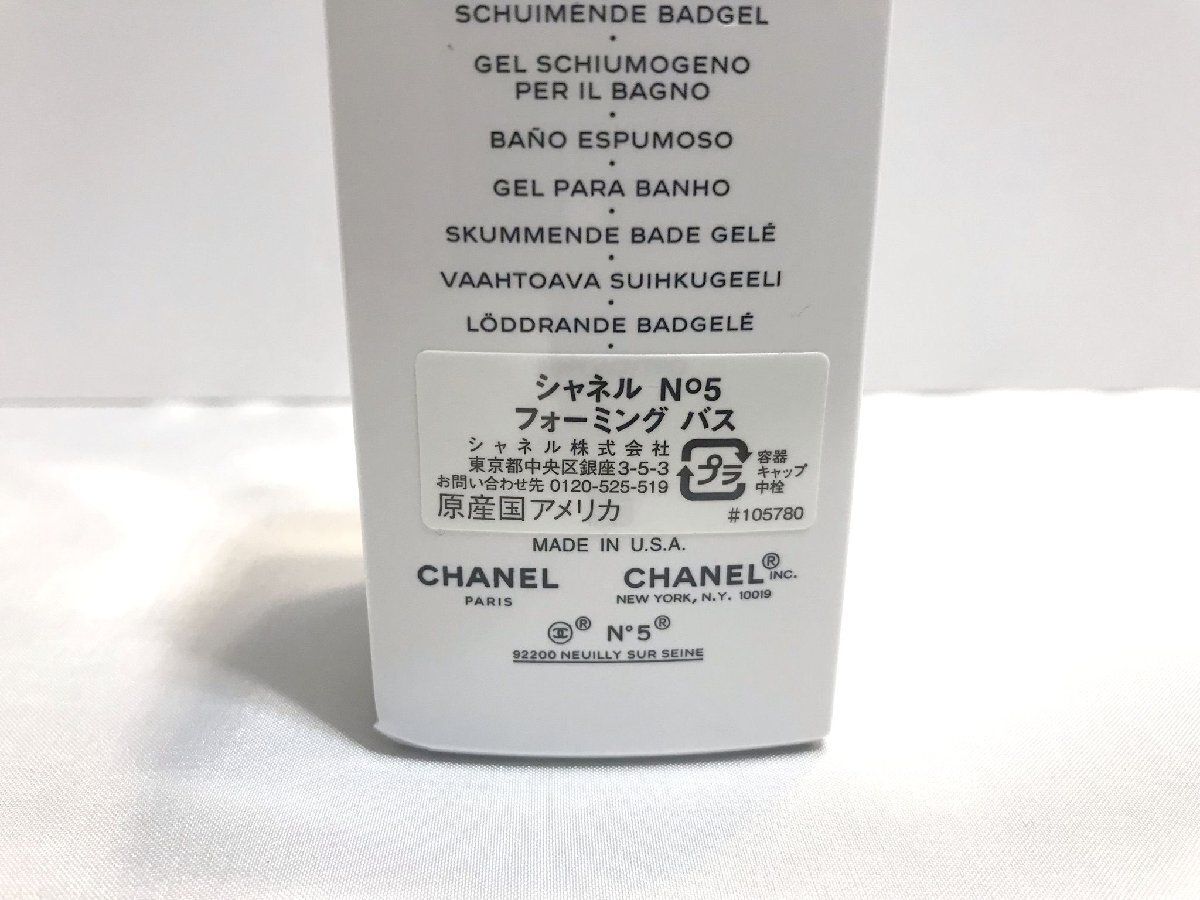 SCHUIMENDE BADGEL
•
GEL SCHIUMOGENO
PER IL BAGNO
•
BAÑO ESPUMOSO
•
GEL PARA BANHO
•
SKUMMENDE BADE GELÉ
•
VAAHTOAVA SUIHKUGEELI
•
LÖDDRANDE BADGELÉ
•
シャネル Nº5
フォーミング バス
シャネル株式会社
東京都中央区銀座3-5-3
お問い合わせ先 0120-525-519
プラ
容器
キャップ
中栓
原産国アメリカ
#105780
MADE IN U.S.A.
CHANEL
PARIS
CHANEL® INC.
NEW YORK, N.Y. 10019
® N°5®
92200 NEUILLY SUR SEINE